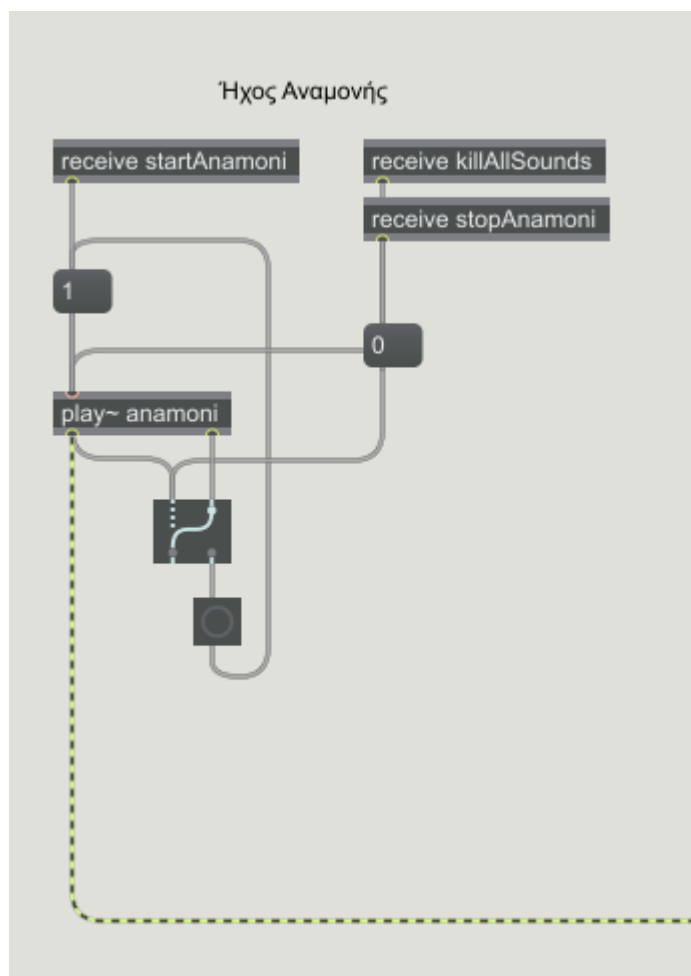 Ήχος Αναμονής
receive startAnamoni
receive killAllSounds
receive stopAnamoni
1
0
play~ anamoni